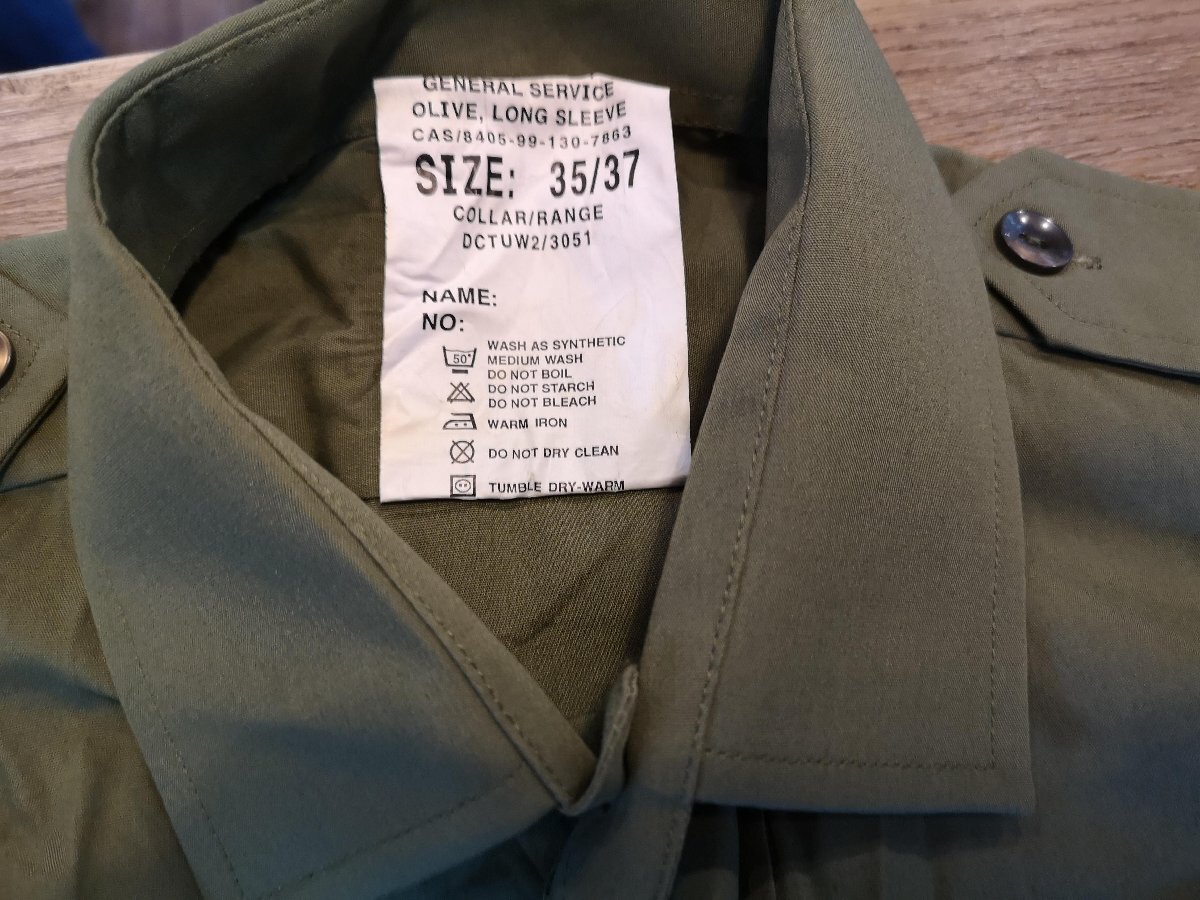 GENERAL SERVICE
OLIVE, LONG SLEEVE
CAS/8405-99-130-7863
SIZE: 35/37
COLLAR/RANGE
DCTUW2/3051
NAME:
NO:
50°
WASH AS SYNTHETIC
MEDIUM WASH
DO NOT BOIL
DO NOT STARCH
DO NOT BLEACH
WARM IRON
DO NOT DRY CLEAN
TUMBLE DRY-WARM